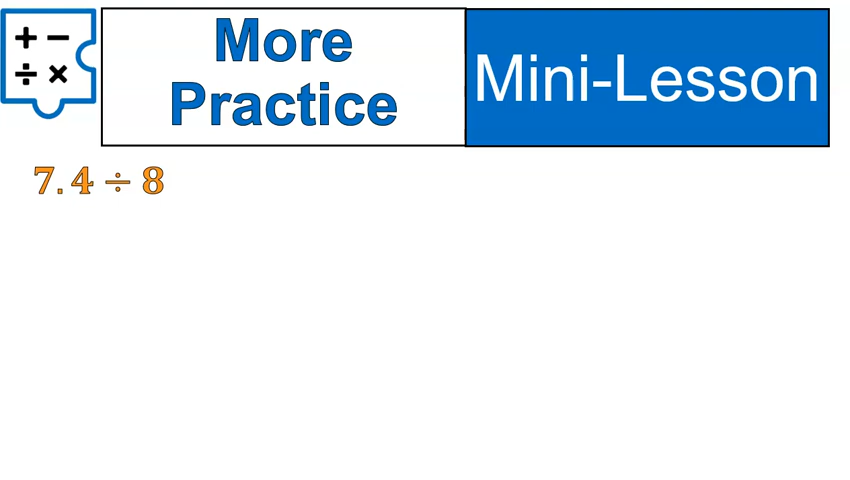 + −
÷ ×
More
Practice
Mini-Lesson
7.4 ÷ 8